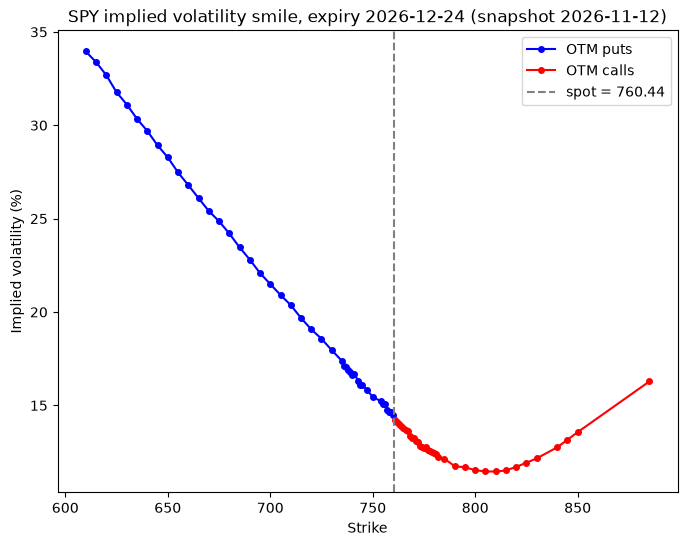 SPY implied volatility smile, expiry 2026-12-24 (snapshot 2026-11-12)
OTM puts
OTM calls
spot = 760.44
Implied volatility (%)
35
30
25
20
15
600
650
700
750
800
850
Strike